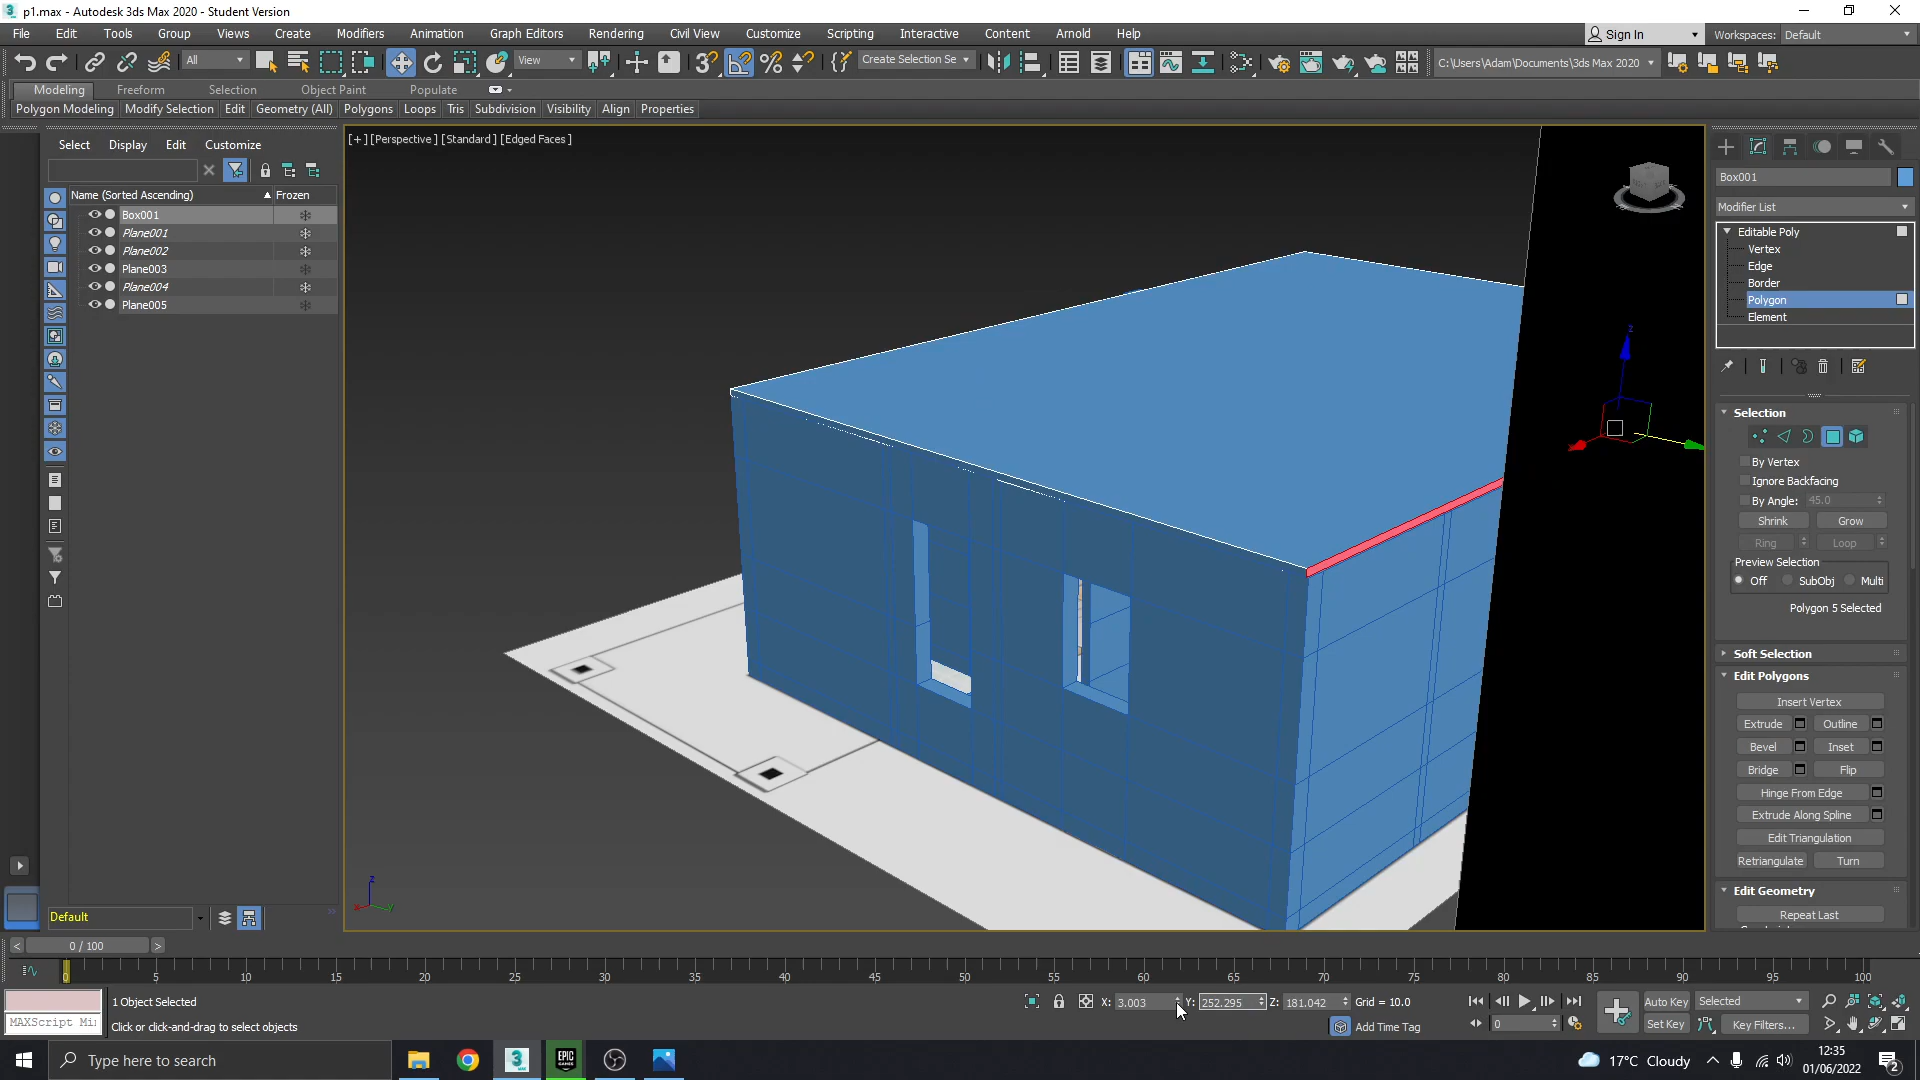 p1.max - Autodesk 3ds Max 2020 - Student Version
File Edit Tools Group Views Create Modifiers Animation Graph Editors Rendering Civil View Customize Scripting Interactive Content Arnold Help Sign In Workspaces: Default
All View Create Selection Se C:\Users\Adam\Documents\3ds Max 2020
Modeling Freeform Selection Object Paint Populate
Polygon Modeling Modify Selection Edit Geometry (All) Polygons Loops Tris Subdivision Visibility Align Properties
Select Display Edit Customize
[+] [Perspective] [Standard] [Edged Faces]
Name (Sorted Ascending) Frozen
Box001
Plane001
Plane002
Plane003
Plane004
Plane005
Box001
Modifier List
Editable Poly
Vertex
Edge
Border
Polygon
Element
Selection
By Vertex
Ignore Backfacing
By Angle: 45.0
Shrink Grow
Ring Loop
Preview Selection
Off SubObj Multi
Polygon 5 Selected
Soft Selection
Edit Polygons
Insert Vertex
Extrude Outline
Bevel Inset
Bridge Flip
Hinge From Edge
Extrude Along Spline
Edit Triangulation
Retriangulate Turn
Edit Geometry
Repeat Last
z
z
x
y
Default
< 0 / 100 >
0 5 10 15 20 25 30 35 40 45 50 55 60 65 70 75 80 85 90 95 100
1 Object Selected X: 3.003 Y: 252.295 Z: 181.042 Grid = 10.0 Auto Key Selected
MAXScript Mi Click or click-and-drag to select objects Add Time Tag 0 Set Key Key Filters...
Type here to search 3 EPIC GAMES 17°C Cloudy 12:35
01/06/2022 2